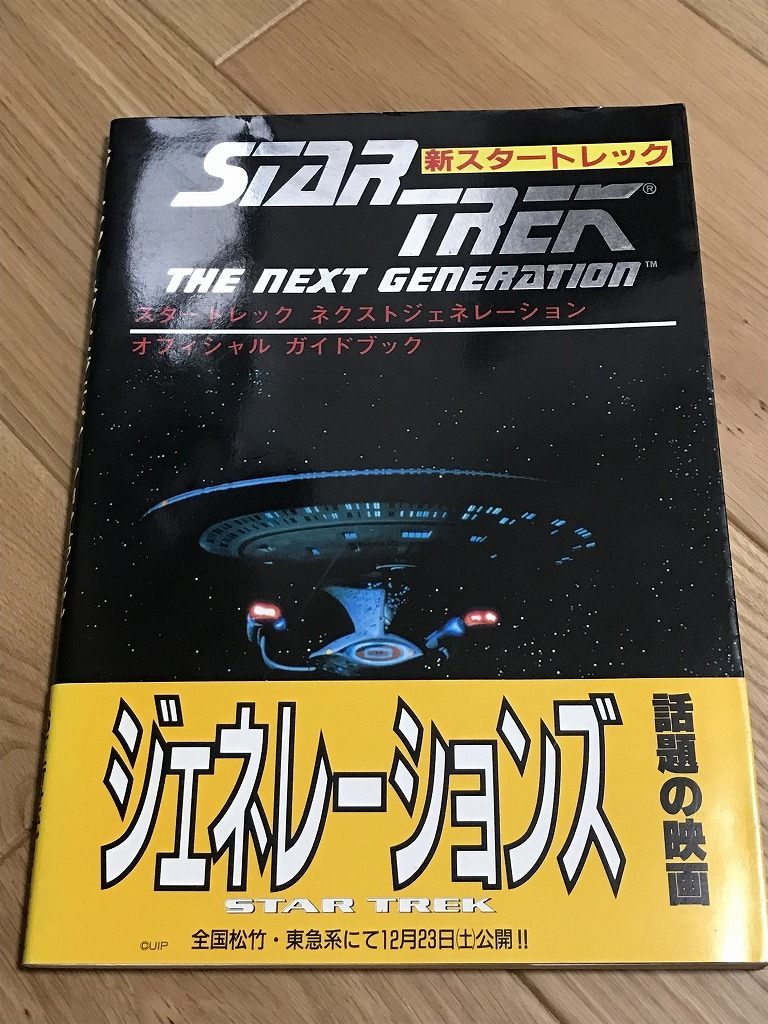 新スタートレック
STAR
TREK®
THE NEXT GENERATION™
スタートレック ネクストジェネレーション
オフィシャル ガイドブック
ジェネレーションズ
STAR TREK
話題の映画
©UIP 全国松竹・東急系にて12月23日(土)公開!!